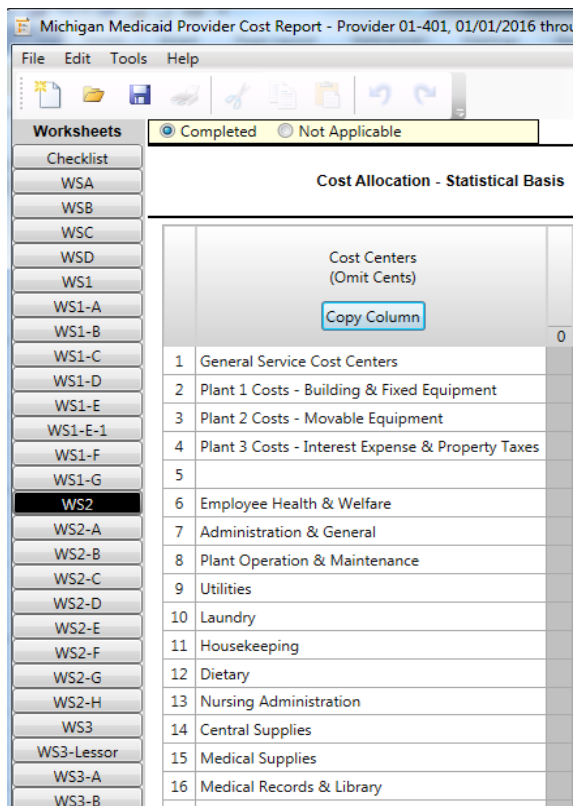 Michigan Medicaid Provider Cost Report - Provider 01-401, 01/01/2016
File Edit Tools Help
Worksheets
Completed Not Applicable
Checklist
WSA
WSB
WSC
WSD
WS1
WS1-A
WS1-B
WS1-C
WS1-D
WS1-E
WS1-E-1
WS1-F
WS1-G
WS2
WS2-A
WS2-B
WS2-C
WS2-D
WS2-E
WS2-F
WS2-G
WS2-H
WS3
WS3-Lessor
WS3-A
WS3-B
Cost Allocation - Statistical Basis
Cost Centers
(Omit Cents)
Copy Column
0
1 General Service Cost Centers
2 Plant 1 Costs - Building & Fixed Equipment
3 Plant 2 Costs - Movable Equipment
4 Plant 3 Costs - Interest Expense & Property Taxes
5
6 Employee Health & Welfare
7 Administration & General
8 Plant Operation & Maintenance
9 Utilities
10 Laundry
11 Housekeeping
12 Dietary
13 Nursing Administration
14 Central Supplies
15 Medical Supplies
16 Medical Records & Library